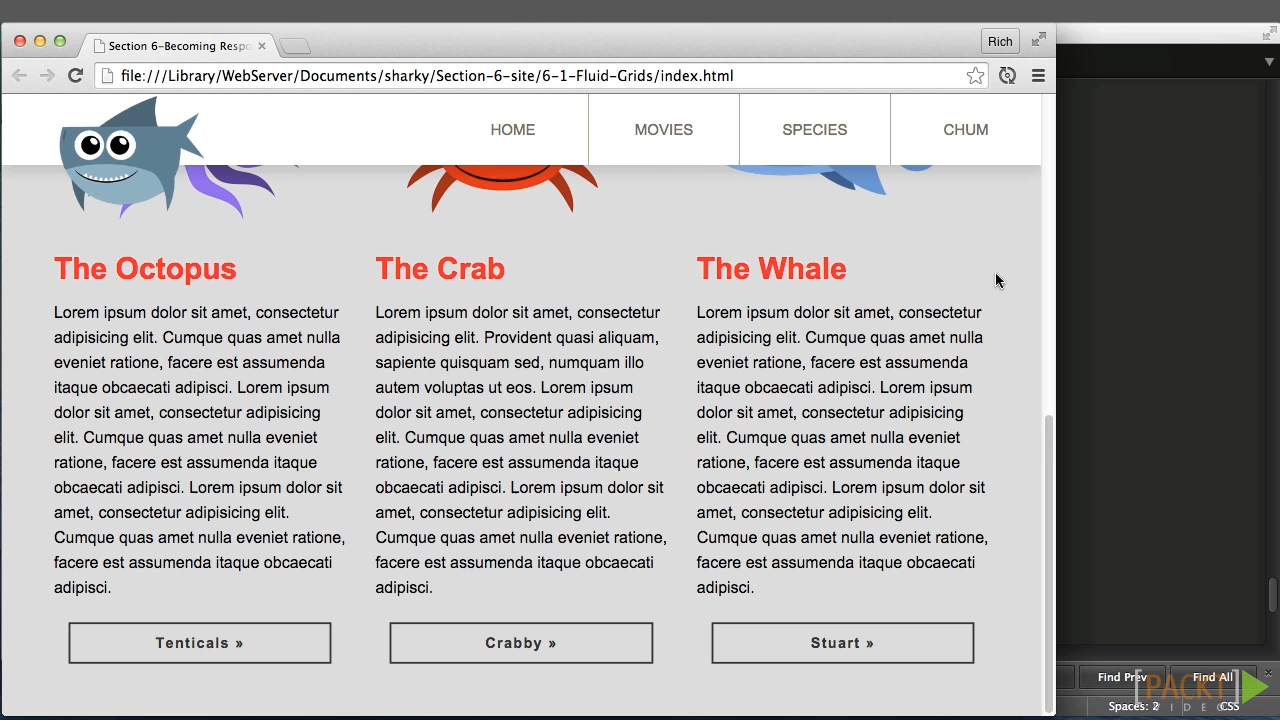 Section 6-Becoming Respo
Rich
file:///Library/WebServer/Documents/sharky/Section-6-site/6-1-Fluid-Grids/index.html
HOME
MOVIES
SPECIES
CHUM
The Octopus
Lorem ipsum dolor sit amet, consectetur
adipisicing elit. Cumque quas amet nulla
eveniet ratione, facere est assumenda
itaque obcaecati adipisci. Lorem ipsum
dolor sit amet, consectetur adipisicing
elit. Cumque quas amet nulla eveniet
ratione, facere est assumenda itaque
obcaecati adipisci. Lorem ipsum dolor sit
amet, consectetur adipisicing elit.
Cumque quas amet nulla eveniet ratione,
facere est assumenda itaque obcaecati
adipisci.
Tenticals »
The Crab
Lorem ipsum dolor sit amet, consectetur
adipisicing elit. Provident quasi aliquam,
sapiente quisquam sed, numquam illo
autem voluptas ut eos. Lorem ipsum
dolor sit amet, consectetur adipisicing
elit. Cumque quas amet nulla eveniet
ratione, facere est assumenda itaque
obcaecati adipisci. Lorem ipsum dolor sit
amet, consectetur adipisicing elit.
Cumque quas amet nulla eveniet ratione,
facere est assumenda itaque obcaecati
adipisci.
Crabby »
The Whale
Lorem ipsum dolor sit amet, consectetur
adipisicing elit. Cumque quas amet nulla
eveniet ratione, facere est assumenda
itaque obcaecati adipisci. Lorem ipsum
dolor sit amet, consectetur adipisicing
elit. Cumque quas amet nulla eveniet
ratione, facere est assumenda itaque
obcaecati adipisci. Lorem ipsum dolor sit
amet, consectetur adipisicing elit.
Cumque quas amet nulla eveniet ratione,
facere est assumenda itaque obcaecati
adipisci.
Stuart »
Find Prev
Find All
[PACKT]
VIDEO
Spaces: 2
CSS